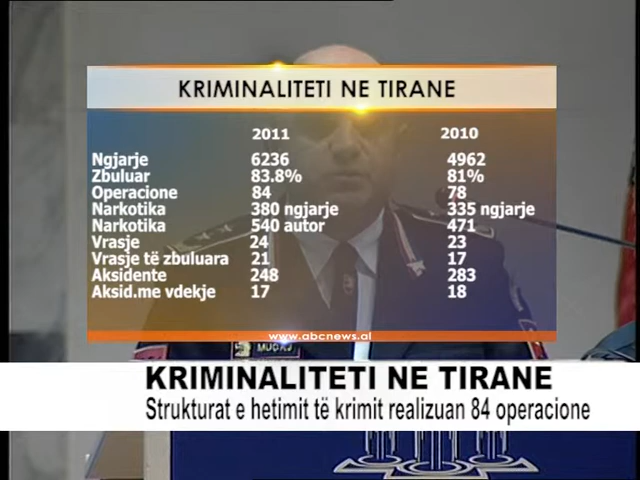 KRIMINALITETI NE TIRANE
2011 2010
Ngjarje 6236 4962
Zbuluar 83.8% 81%
Operacione 84 78
Narkotika 380 ngjarje 335 ngjarje
Narkotika 540 autor 471
Vrasje 24 23
Vrasje të zbuluara 21 17
Aksidente 248 283
Aksid.me vdekje 17 18
www.abcnews.al
KRIMINALITETI NE TIRANE
Strukturat e hetimit të krimit realizuan 84 operacione